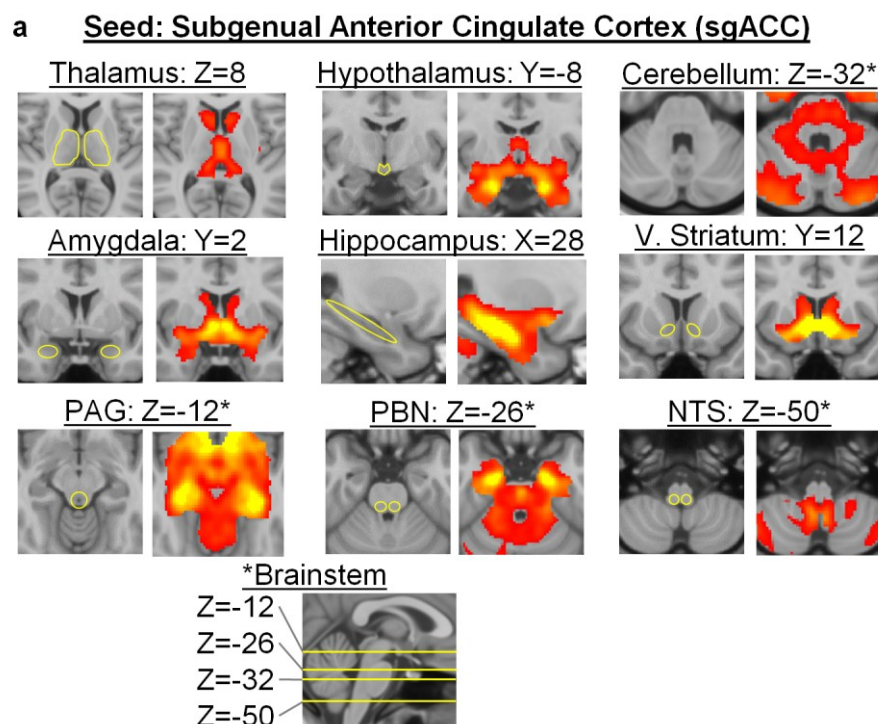 a Seed: Subgenual Anterior Cingulate Cortex (sgACC)
Thalamus: Z=8 Hypothalamus: Y=-8 Cerebellum: Z=-32*
Amygdala: Y=2 Hippocampus: X=28 V. Striatum: Y=12
PAG: Z=-12* PBN: Z=-26* NTS: Z=-50*
*Brainstem
Z=-12
Z=-26
Z=-32
Z=-50